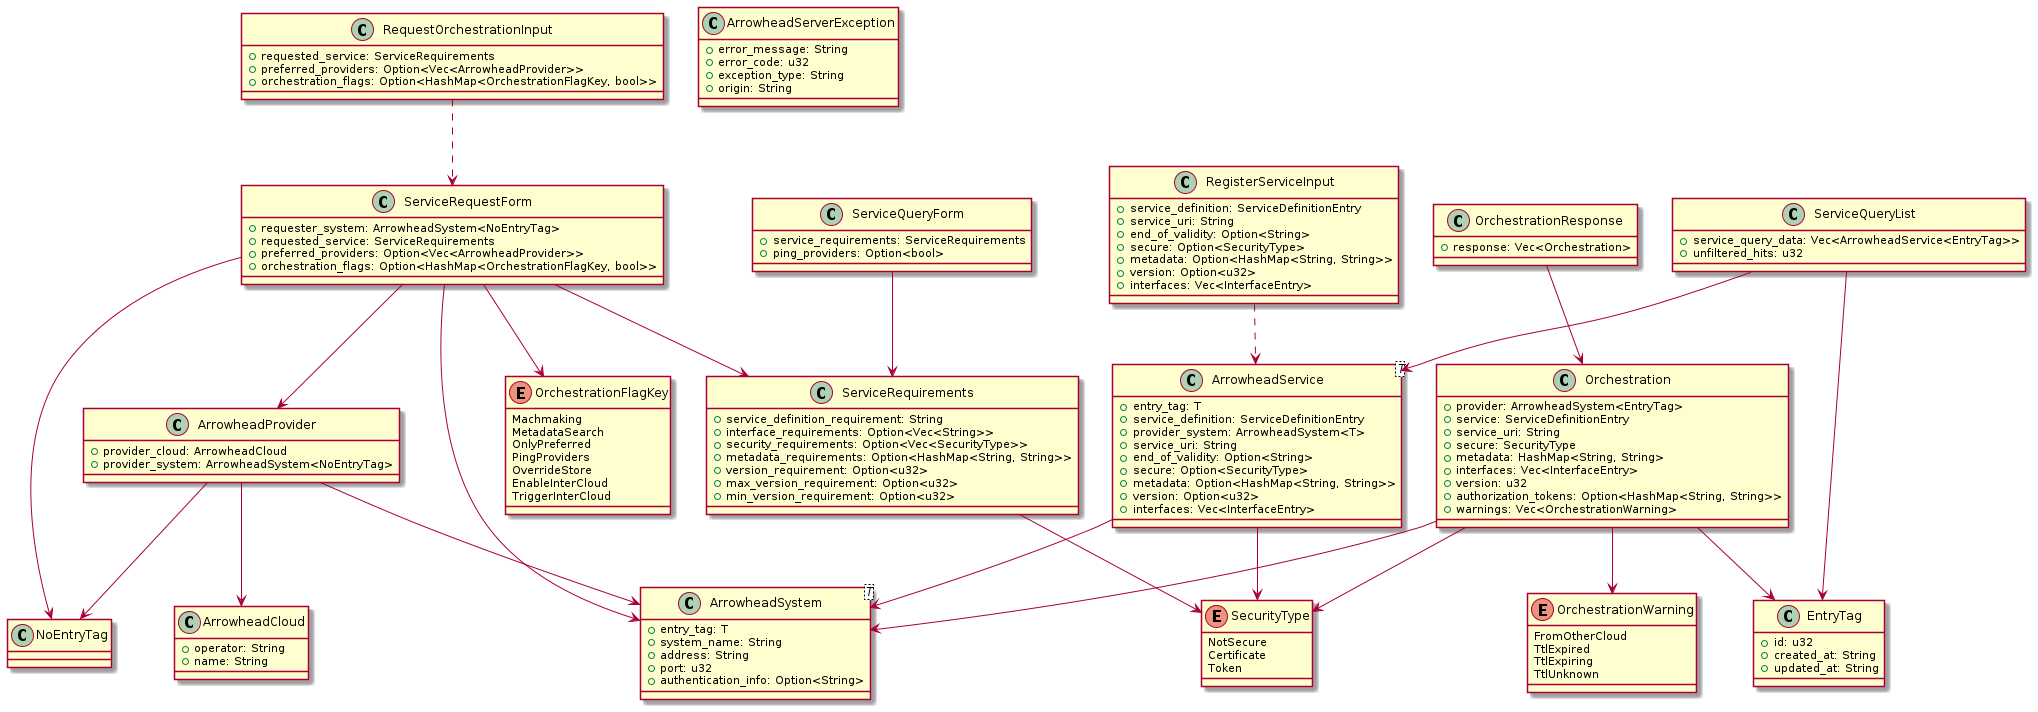 C RequestOrchestrationInput
requested_service: ServiceRequirements
preferred_providers: Option<Vec<ArrowheadProvider>>
orchestration_flags: Option<HashMap<OrchestrationFlagKey, bool>>
C ArrowheadServerException
error_message: String
error_code: u32
exception_type: String
origin: String
C ServiceRequestForm
requester_system: ArrowheadSystem<NoEntryTag>
requested_service: ServiceRequirements
preferred_providers: Option<Vec<ArrowheadProvider>>
orchestration_flags: Option<HashMap<OrchestrationFlagKey, bool>>
C ServiceQueryForm
service_requirements: ServiceRequirements
ping_providers: Option<bool>
C RegisterServiceInput
service_definition: ServiceDefinitionEntry
service_uri: String
end_of_validity: Option<String>
secure: Option<SecurityType>
metadata: Option<HashMap<String, String>>
version: Option<u32>
interfaces: Vec<InterfaceEntry>
C OrchestrationResponse
response: Vec<Orchestration>
C ServiceQueryList
service_query_data: Vec<ArrowheadService<EntryTag>>
unfiltered_hits: u32
C ArrowheadProvider
provider_cloud: ArrowheadCloud
provider_system: ArrowheadSystem<NoEntryTag>
E OrchestrationFlagKey
Machmaking
MetadataSearch
OnlyPreferred
PingProviders
OverrideStore
EnableInterCloud
TriggerInterCloud
C ServiceRequirements
service_definition_requirement: String
interface_requirements: Option<Vec<String>>
security_requirements: Option<Vec<SecurityType>>
metadata_requirements: Option<HashMap<String, String>>
version_requirement: Option<u32>
max_version_requirement: Option<u32>
min_version_requirement: Option<u32>
C ArrowheadService T
entry_tag: T
service_definition: ServiceDefinitionEntry
provider_system: ArrowheadSystem<T>
service_uri: String
end_of_validity: Option<String>
secure: Option<SecurityType>
metadata: Option<HashMap<String, String>>
version: Option<u32>
interfaces: Vec<InterfaceEntry>
C Orchestration
provider: ArrowheadSystem<EntryTag>
service: ServiceDefinitionEntry
service_uri: String
secure: SecurityType
metadata: HashMap<String, String>
interfaces: Vec<InterfaceEntry>
version: u32
authorization_tokens: Option<HashMap<String, String>>
warnings: Vec<OrchestrationWarning>
C NoEntryTag
C ArrowheadCloud
operator: String
name: String
C ArrowheadSystem T
entry_tag: T
system_name: String
address: String
port: u32
authentication_info: Option<String>
E SecurityType
NotSecure
Certificate
Token
E OrchestrationWarning
FromOtherCloud
TtlExpired
TtlExpiring
TtlUnknown
C EntryTag
id: u32
created_at: String
updated_at: String